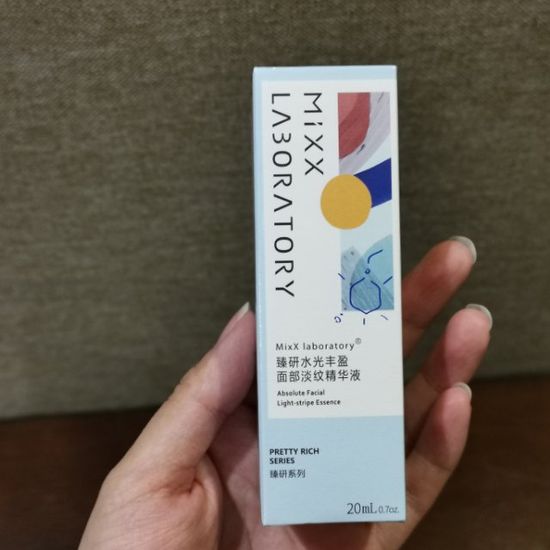 MiXX
LABORATORY
MixX laboratory®
臻研水光丰盈
面部淡纹精华液
Absolute Facial
Light-stripe Essence
PRETTY RICH
SERIES
臻研系列
20mL 0.7oz.